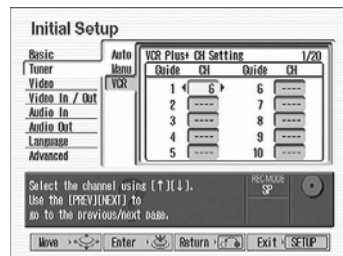 Initial Setup
Basic
Tuner
Video
Video In / Out
Audio In
Audio Out
Language
Advanced
Auto
Manu
VCR
VCR Plus+ CH Setting 1/20
Guide CH Guide CH
1 6 6 ----
2 ---- 7 ----
3 ---- 8 ----
4 ---- 9 ----
5 ---- 10 ----
Select the channel using [↑][↓].
Use the [PREV][NEXT] to
go to the previous/next page.
REC MODE
SP
Move Enter Return Exit SETUP